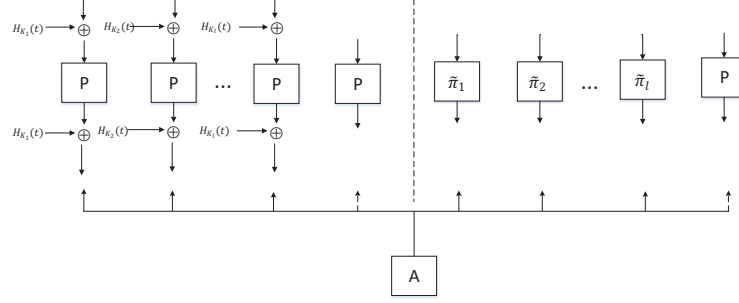 H_{K_1}(t) ⊕ H_{K_2}(t) ⊕ H_{K_l}(t) ⊕
P P ... P P π̃_1 π̃_2 ... π̃_l P
H_{K_1}(t) ⊕ H_{K_2}(t) ⊕ H_{K_l}(t) ⊕
A